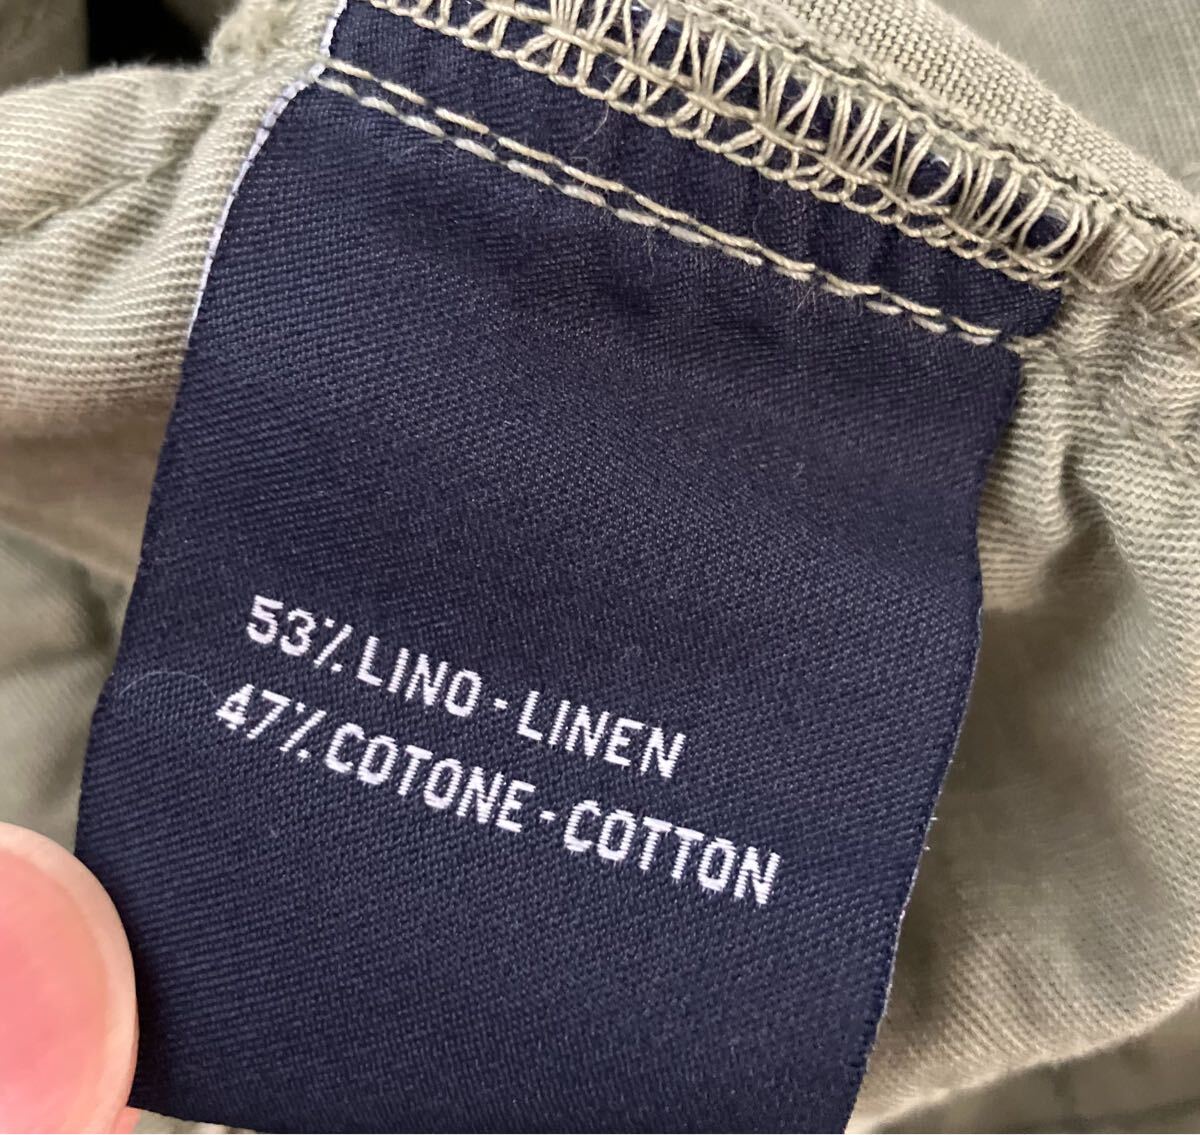 53% LINO - LINEN
47% COTONE - COTTON